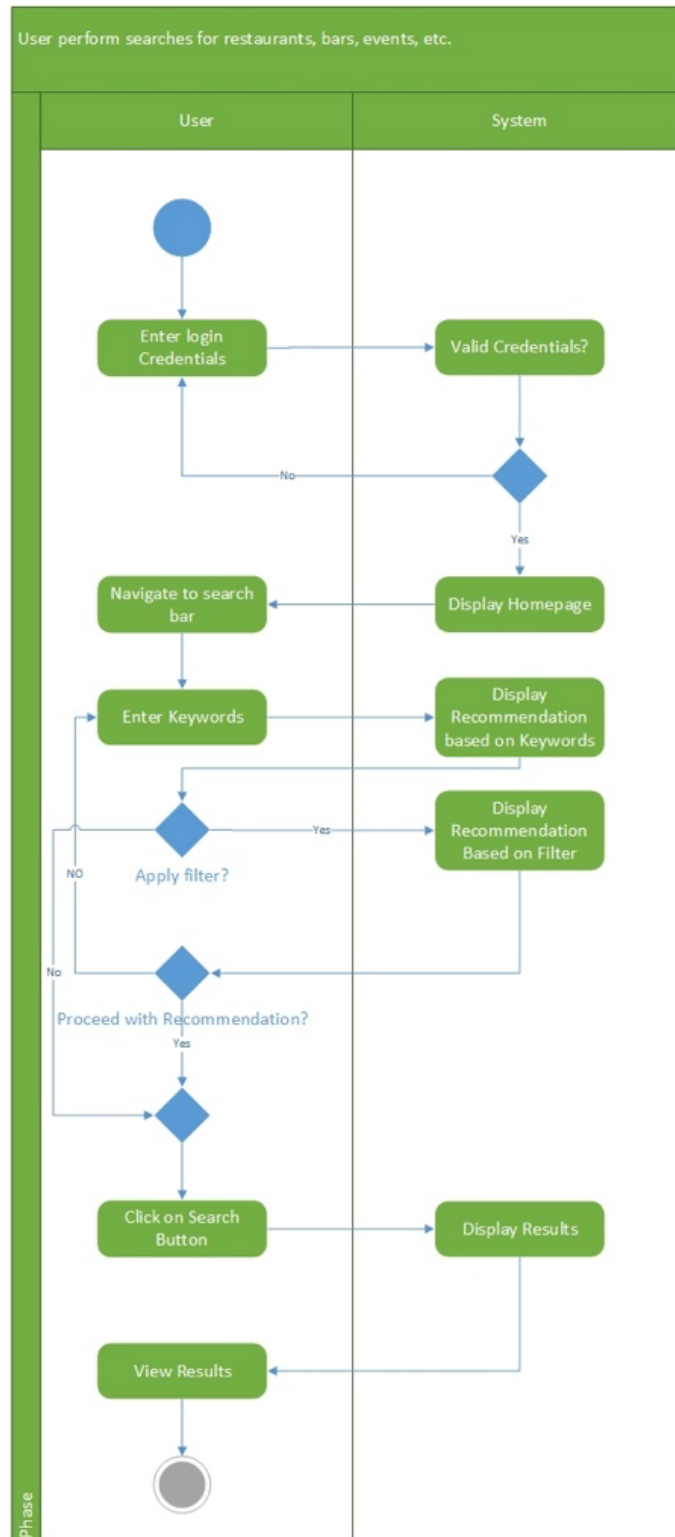 User perform searches for restaurants, bars, events, etc.
User
System
Enter login
Credentials
Valid Credentials?
No
Yes
Navigate to search
bar
Display Homepage
Enter Keywords
Display
Recommendation
based on Keywords
Yes
Display
Recommendation
Based on Filter
Apply filter?
NO
No
Proceed with Recommendation?
Yes
Click on Search
Button
Display Results
View Results
Phase